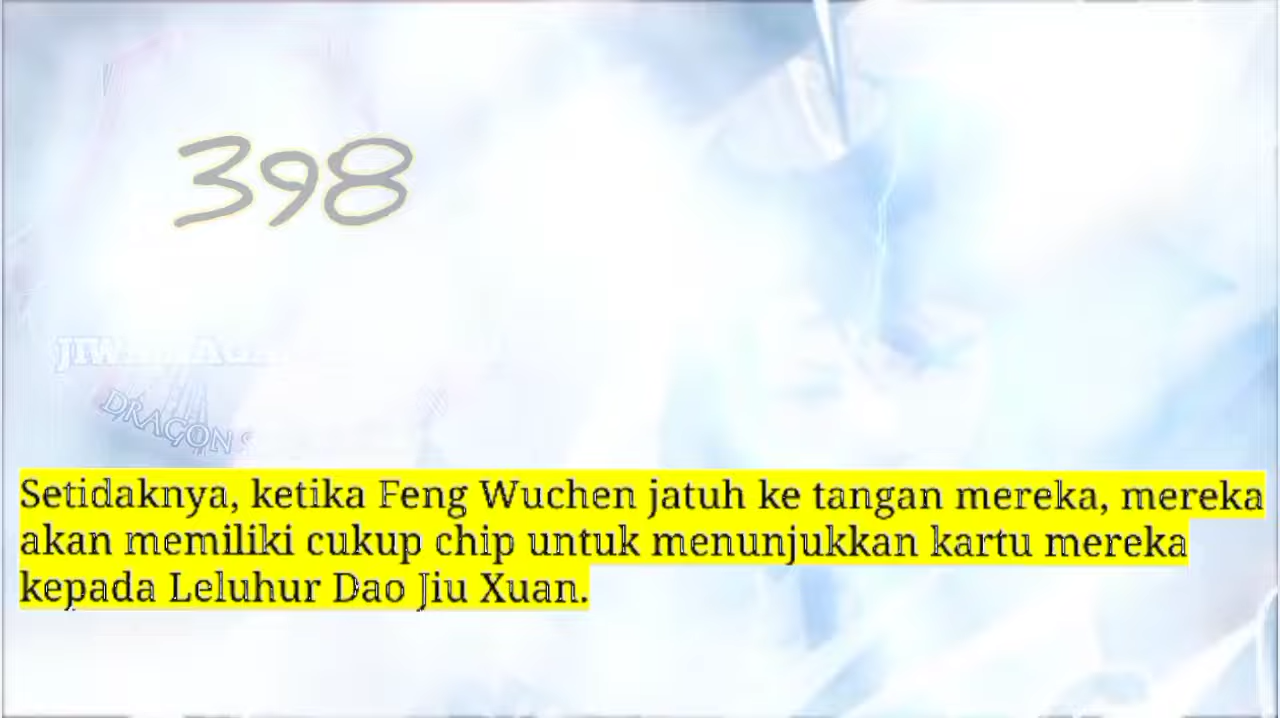 398
DRAGON S
Setidaknya, ketika Feng Wuchen jatuh ke tangan mereka, mereka
akan memiliki cukup chip untuk menunjukkan kartu mereka
kepada Leluhur Dao Jiu Xuan.